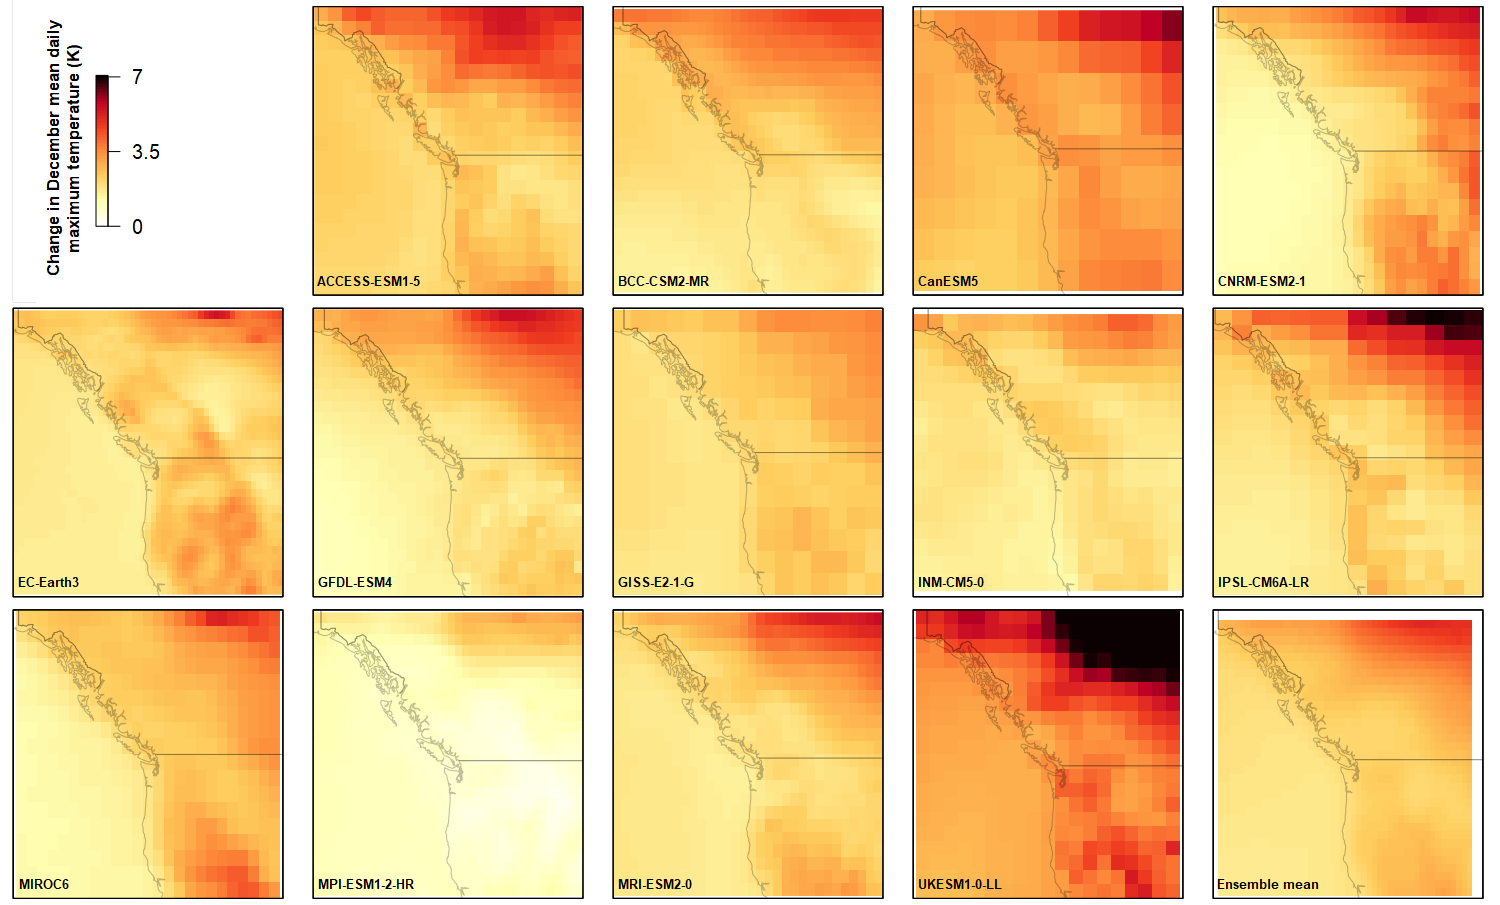 Change in December mean daily
maximum temperature (K)
7
3.5
0
ACCESS-ESM1-5
BCC-CSM2-MR
CanESM5
CNRM-ESM2-1
EC-Earth3
GFDL-ESM4
GISS-E2-1-G
INM-CM5-0
IPSL-CM6A-LR
MIROC6
MPI-ESM1-2-HR
MRI-ESM2-0
UKESM1-0-LL
Ensemble mean